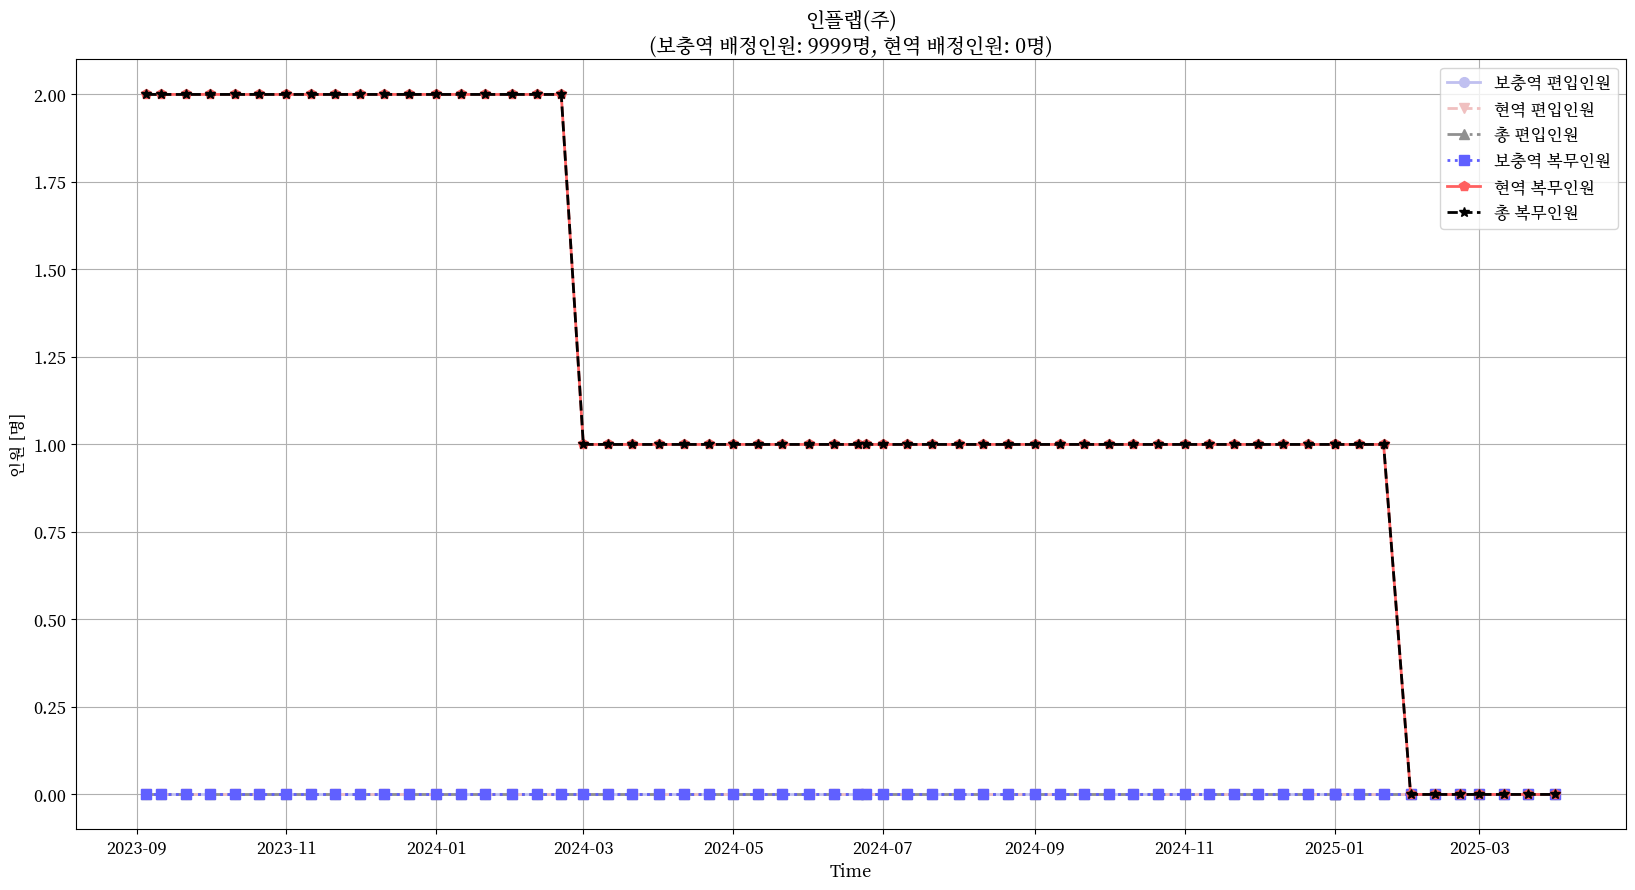 인플랩(주)
(보충역 배정인원: 9999명, 현역 배정인원: 0명)
보충역 편입인원
현역 편입인원
총 편입인원
보충역 복무인원
현역 복무인원
총 복무인원
인원 [명]
2.00
1.75
1.50
1.25
1.00
0.75
0.50
0.25
0.00
2023-09 2023-11 2024-01 2024-03 2024-05 2024-07 2024-09 2024-11 2025-01 2025-03
Time